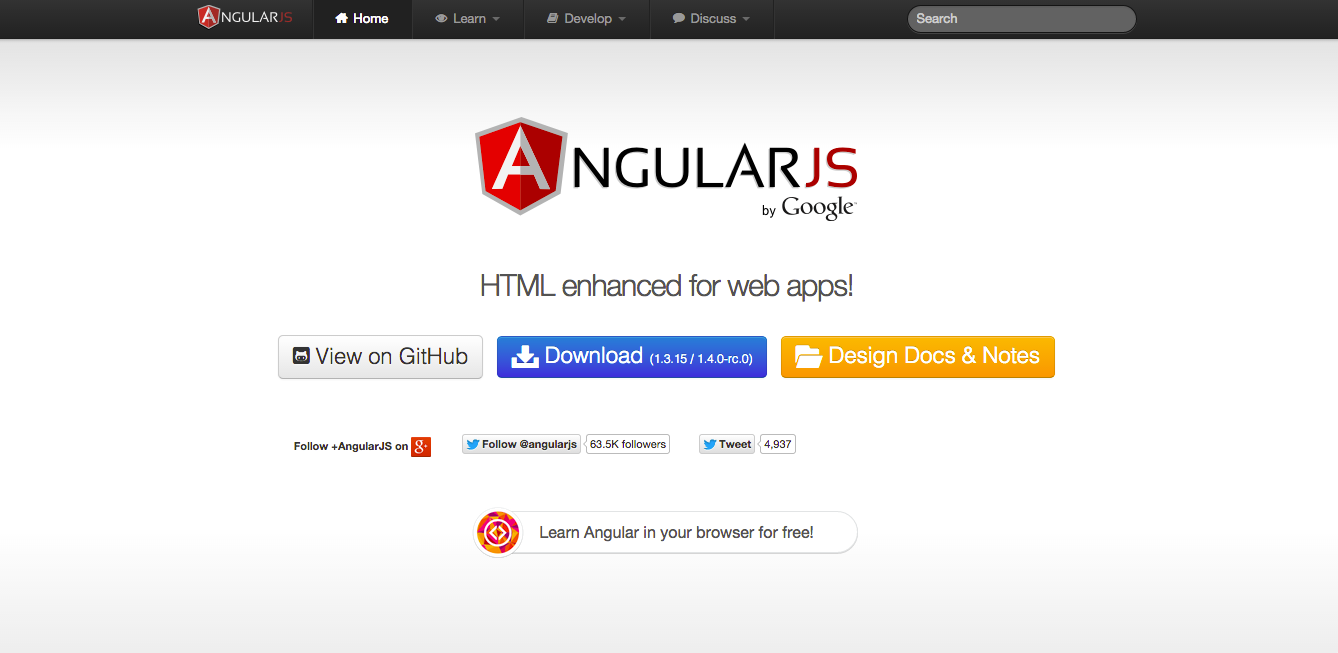 ANGULARJS Home Learn Develop Discuss Search
ANGULARJS
by Google™
HTML enhanced for web apps!
View on GitHub Download (1.3.15 / 1.4.0-rc.0) Design Docs & Notes
Follow +AngularJS on g+ Follow @angularjs 63.5K followers Tweet 4,937
Learn Angular in your browser for free!